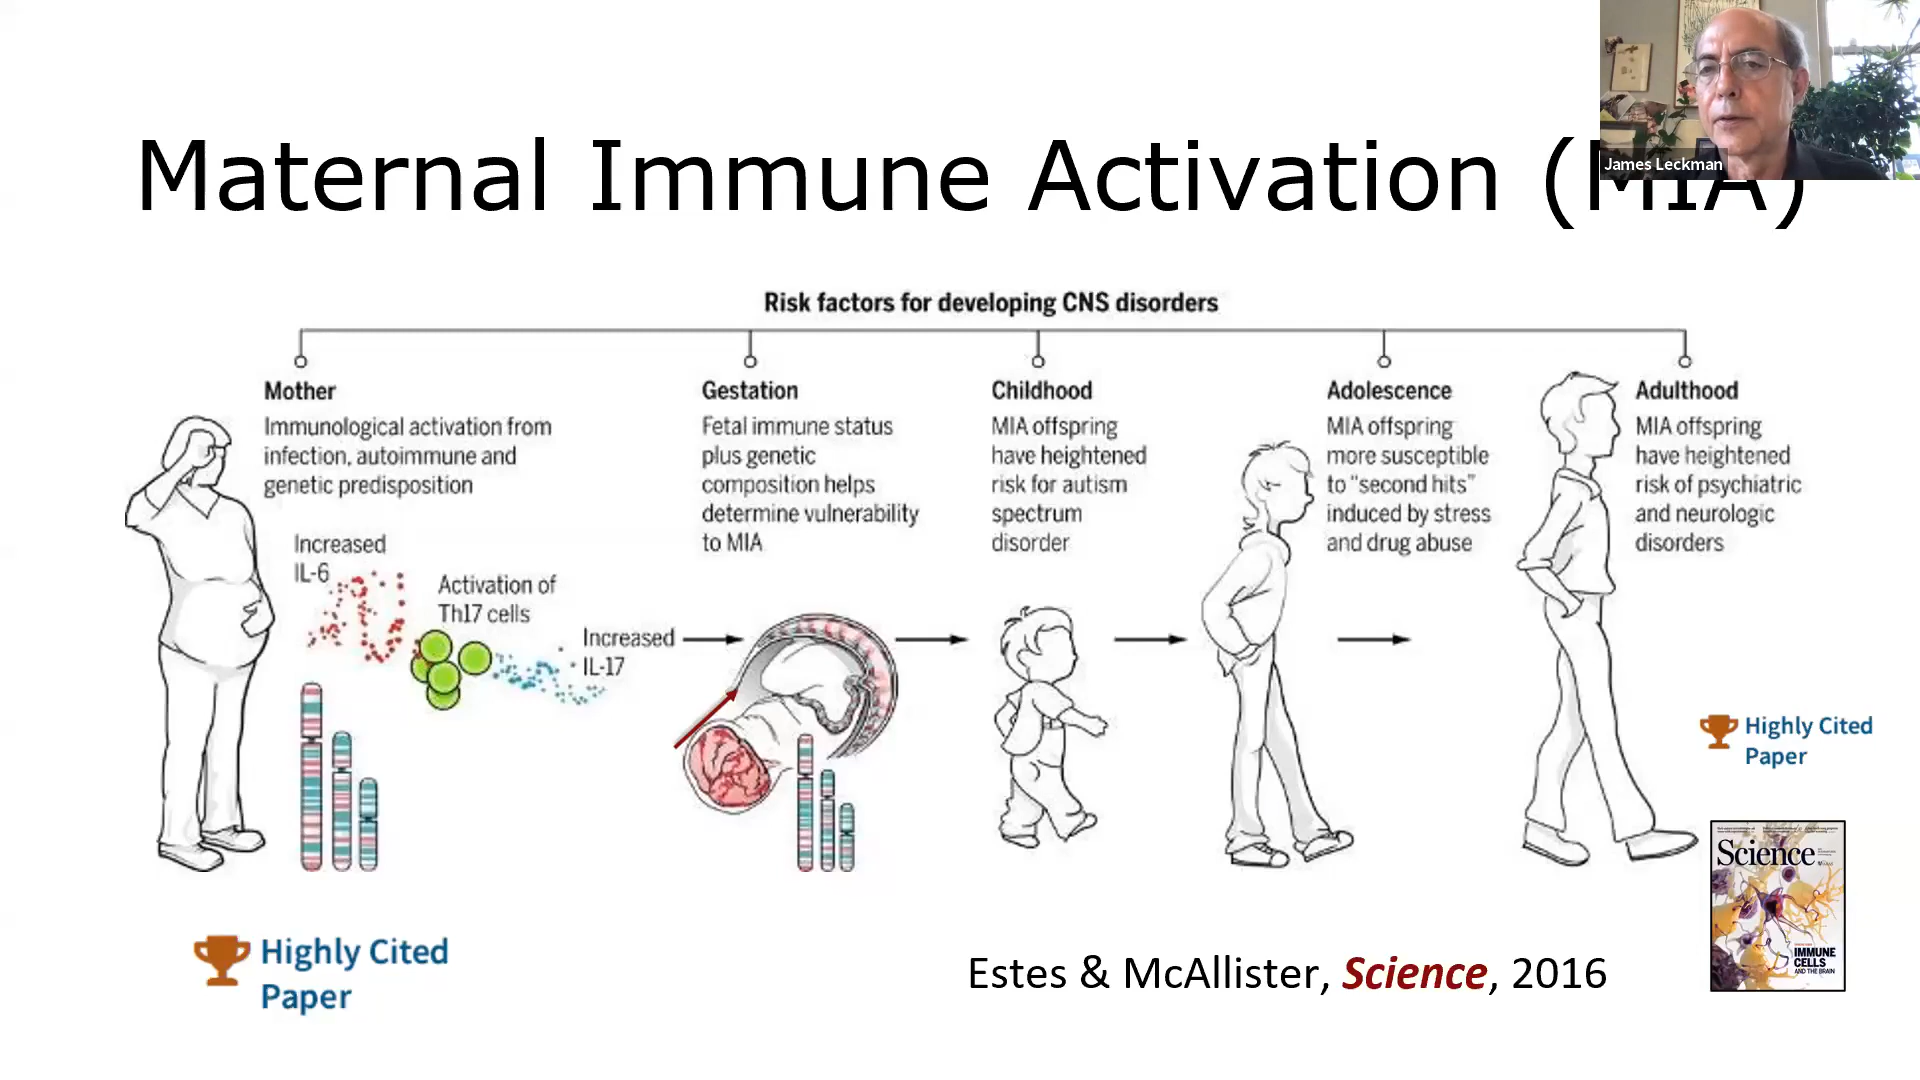 James Leckman
Maternal Immune Activation (MIA)
Risk factors for developing CNS disorders
Mother
Immunological activation from
infection, autoimmune and
genetic predisposition
Increased
IL-6
Activation of
Th17 cells
Increased
IL-17
Gestation
Fetal immune status
plus genetic
composition helps
determine vulnerability
to MIA
Childhood
MIA offspring
have heightened
risk for autism
spectrum
disorder
Adolescence
MIA offspring
more susceptible
to “second hits”
induced by stress
and drug abuse
Adulthood
MIA offspring
have heightened
risk of psychiatric
and neurologic
disorders
Highly Cited
Paper
Science
IMMUNE
CELLS
AND THE BRAIN
Highly Cited
Paper
Estes & McAllister, Science, 2016